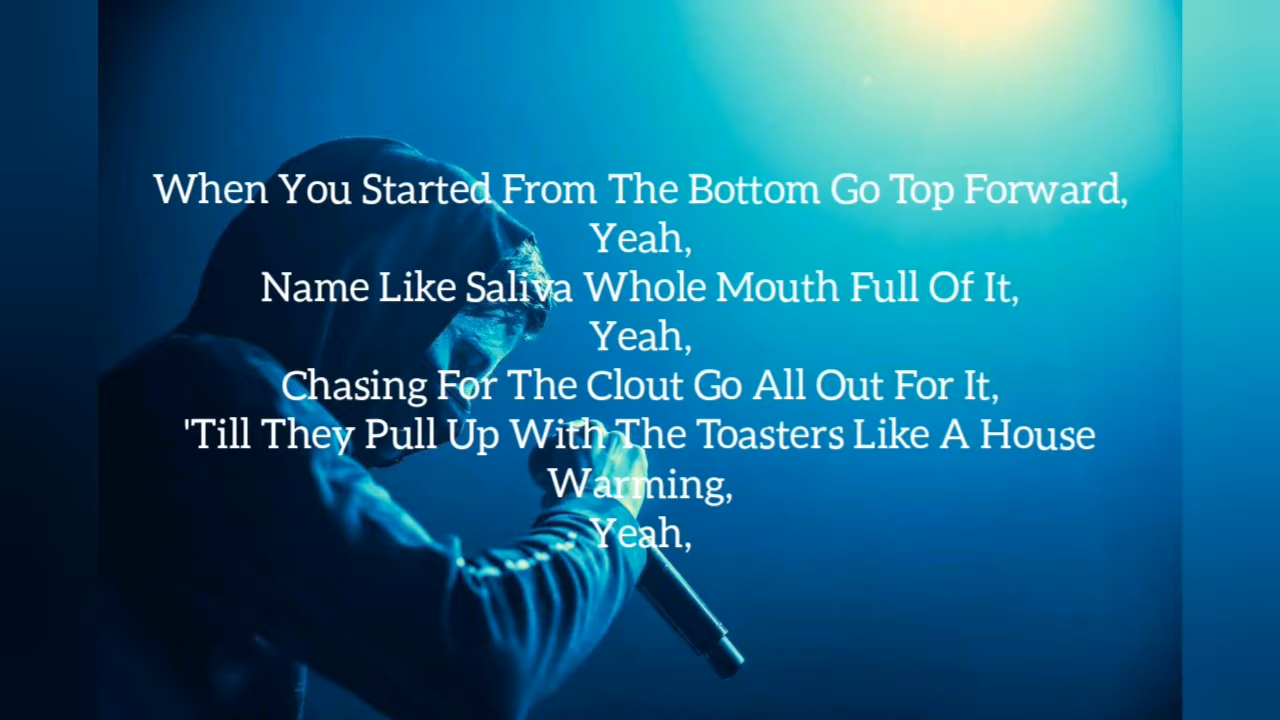 When You Started From The Bottom Go Top Forward,
Yeah,
Name Like Saliva Whole Mouth Full Of It,
Yeah,
Chasing For The Clout Go All Out For It,
'Till They Pull Up With The Toasters Like A House
Warming,
Yeah,